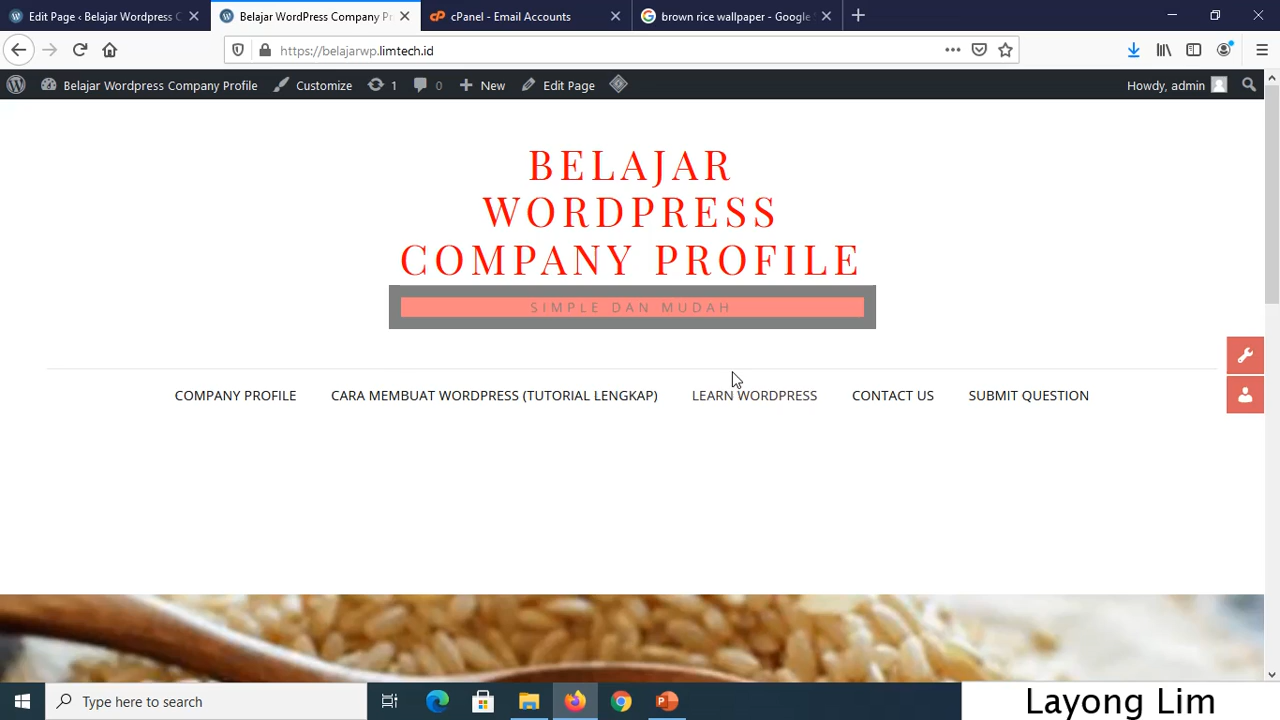 Edit Page ‹ Belajar Wordpress C
Belajar WordPress Company Pr
cPanel - Email Accounts
brown rice wallpaper - Google
https://belajarwp.limtech.id
Belajar Wordpress Company Profile
Customize
1
0
New
Edit Page
Howdy, admin
BELAJAR
WORDPRESS
COMPANY PROFILE
SIMPLE DAN MUDAH
COMPANY PROFILE
CARA MEMBUAT WORDPRESS (TUTORIAL LENGKAP)
LEARN WORDPRESS
CONTACT US
SUBMIT QUESTION
Type here to search
Layong Lim